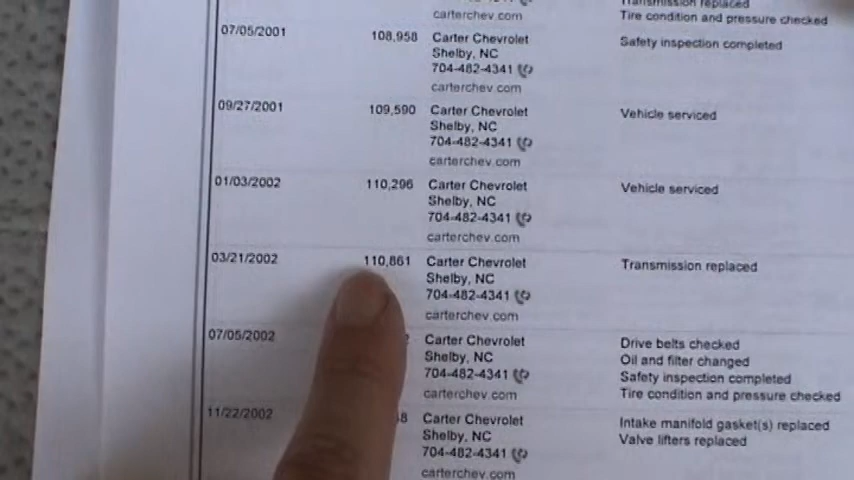 Transmission replaced
carterchev.com Tire condition and pressure checked
07/05/2001 108,958 Carter Chevrolet Safety inspection completed
Shelby, NC
704-482-4341
carterchev.com
09/27/2001 109,590 Carter Chevrolet Vehicle serviced
Shelby, NC
704-482-4341
carterchev.com
01/03/2002 110,296 Carter Chevrolet Vehicle serviced
Shelby, NC
704-482-4341
carterchev.com
03/21/2002 110,861 Carter Chevrolet Transmission replaced
Shelby, NC
704-482-4341
carterchev.com
07/05/2002 Carter Chevrolet Drive belts checked
Shelby, NC Oil and filter changed
704-482-4341 Safety inspection completed
carterchev.com Tire condition and pressure checked
11/22/2002 Carter Chevrolet Intake manifold gasket(s) replaced
Shelby, NC Valve lifters replaced
704-482-4341
carterchev.com